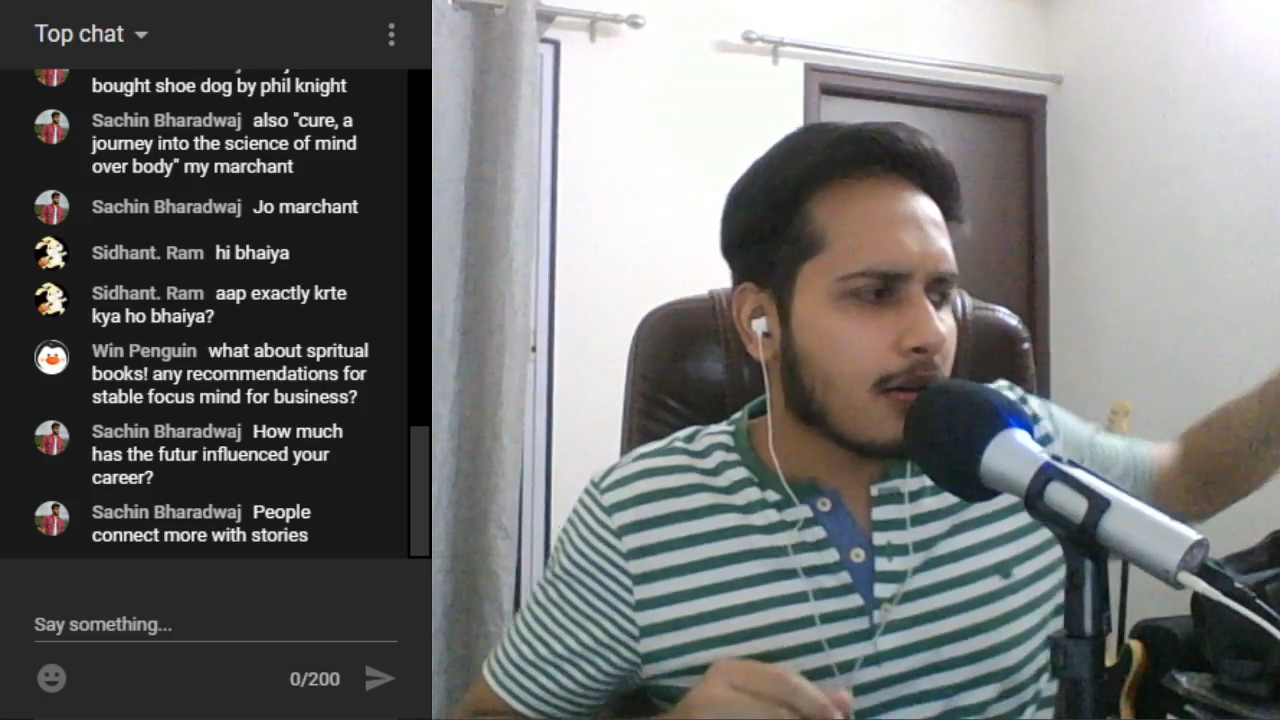 Top chat
bought shoe dog by phil knight
Sachin Bharadwaj also "cure, a
journey into the science of mind
over body" my marchant
Sachin Bharadwaj Jo marchant
Sidhant. Ram hi bhaiya
Sidhant. Ram aap exactly krte
kya ho bhaiya?
Win Penguin what about spritual
books! any recommendations for
stable focus mind for business?
Sachin Bharadwaj How much
has the futur influenced your
career?
Sachin Bharadwaj People
connect more with stories
Say something...
0/200